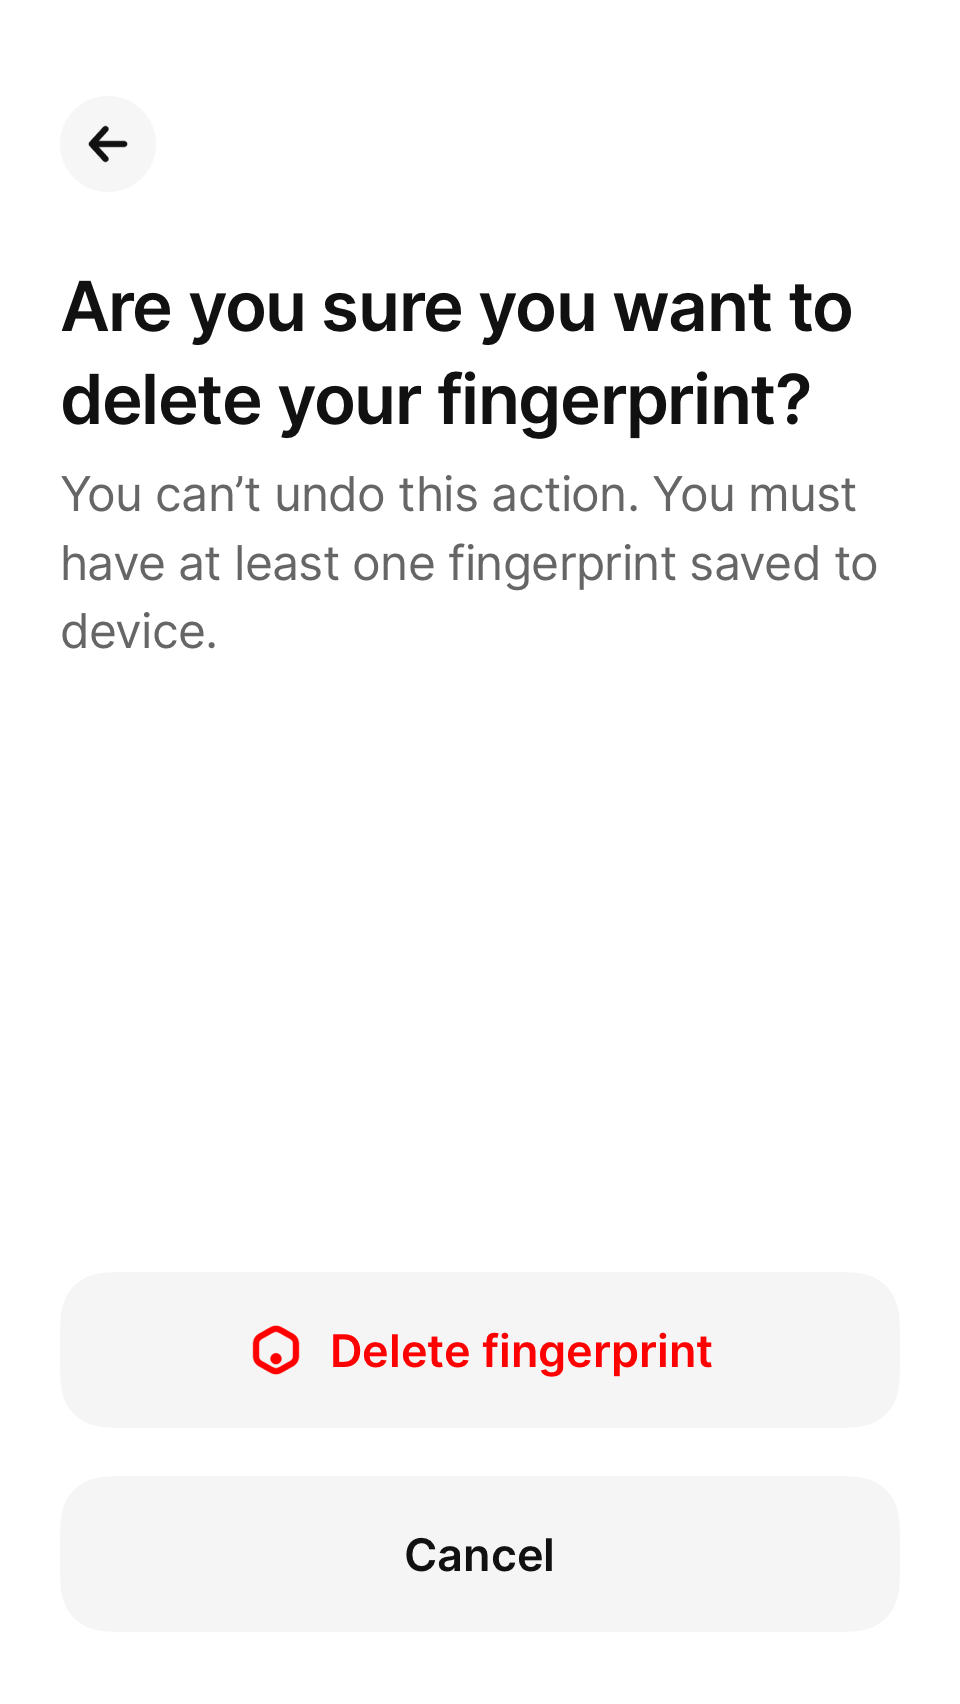 Are you sure you want to
delete your fingerprint?
You can’t undo this action. You must
have at least one fingerprint saved to
device.
Delete fingerprint
Cancel